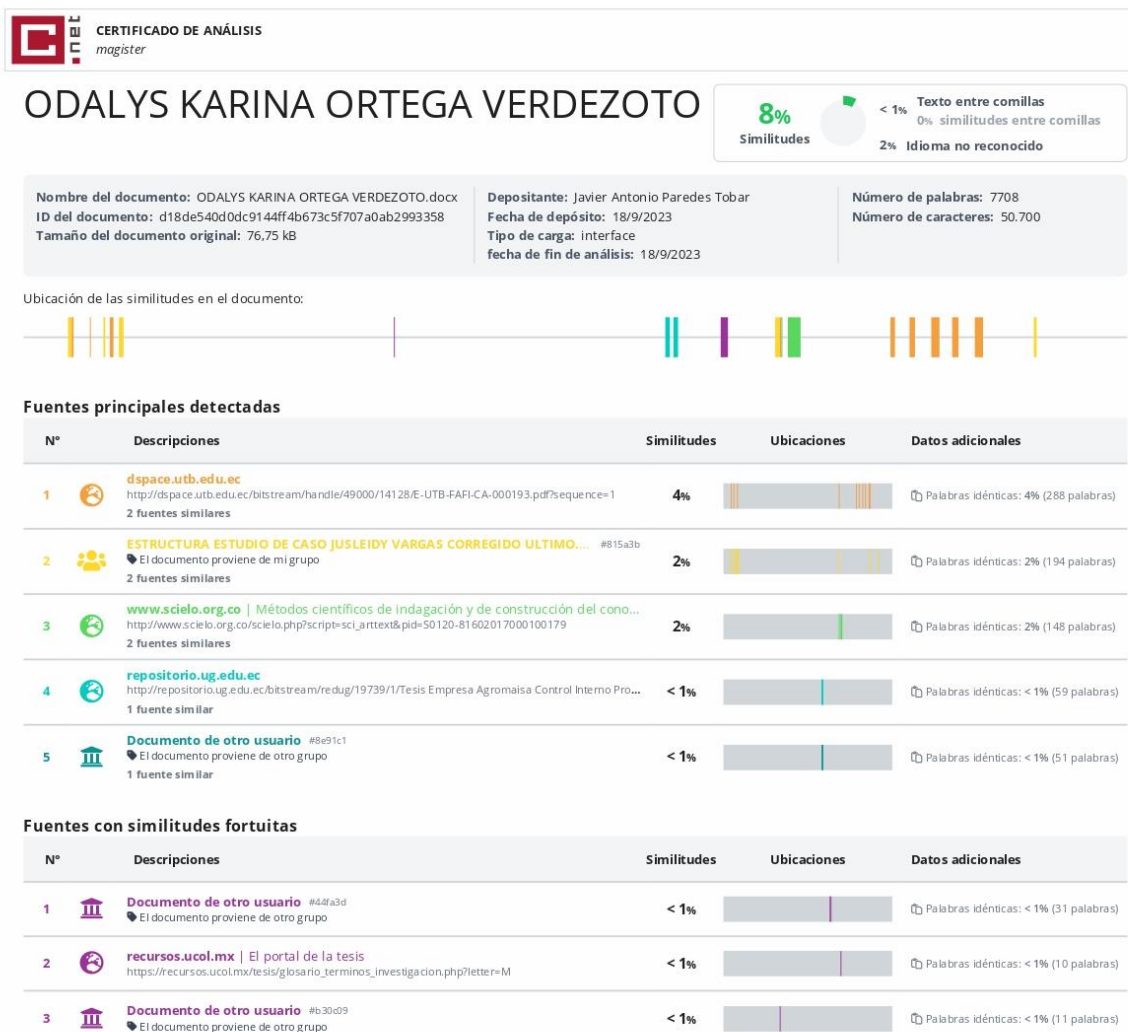 C
.net
CERTIFICADO DE ANÁLISIS
magister
ODALYS KARINA ORTEGA VERDEZOTO
8%
Similitudes
< 1% Texto entre comillas
0% similitudes entre comillas
2% Idioma no reconocido
Nombre del documento: ODALYS KARINA ORTEGA VERDEZOTO.docx
ID del documento: d18de540d0dc9144ff4b673c5f707a0ab2993358
Tamaño del documento original: 76,75 kB
Depositante: Javier Antonio Paredes Tobar
Fecha de depósito: 18/9/2023
Tipo de carga: interface
fecha de fin de análisis: 18/9/2023
Número de palabras: 7708
Número de caracteres: 50.700
Ubicación de las similitudes en el documento:
Fuentes principales detectadas
N° Descripciones Similitudes Ubicaciones Datos adicionales
1 dspace.utb.edu.ec
http://dspace.utb.edu.ec/bitstream/handle/49000/14128/E-UTB-FAFI-CA-000193.pdf?sequence=1
2 fuentes similares
4% Palabras idénticas: 4% (288 palabras)
2 ESTRUCTURA ESTUDIO DE CASO JUSLEIDY VARGAS CORREGIDO ULTIMO.... #815a3b
El documento proviene de mi grupo
2 fuentes similares
2% Palabras idénticas: 2% (194 palabras)
3 www.scielo.org.co | Métodos científicos de indagación y de construcción del cono...
http://www.scielo.org.co/scielo.php?script=sci_arttext&pid=S0120-81602017000100179
2 fuentes similares
2% Palabras idénticas: 2% (148 palabras)
4 repositorio.ug.edu.ec
http://repositorio.ug.edu.ec/bitstream/redug/19739/1/Tesis Empresa Agromaisa Control Interno Pro...
1 fuente similar
< 1% Palabras idénticas: < 1% (59 palabras)
5 Documento de otro usuario #8e91c1
El documento proviene de otro grupo
1 fuente similar
< 1% Palabras idénticas: < 1% (51 palabras)
Fuentes con similitudes fortuitas
N° Descripciones Similitudes Ubicaciones Datos adicionales
1 Documento de otro usuario #44fa3d
El documento proviene de otro grupo
< 1% Palabras idénticas: < 1% (31 palabras)
2 recursos.ucol.mx | El portal de la tesis
https://recursos.ucol.mx/tesis/glosario_terminos_investigacion.php?letter=M
< 1% Palabras idénticas: < 1% (10 palabras)
3 Documento de otro usuario #b30c09
El documento proviene de otro grupo
< 1% Palabras idénticas: < 1% (11 palabras)